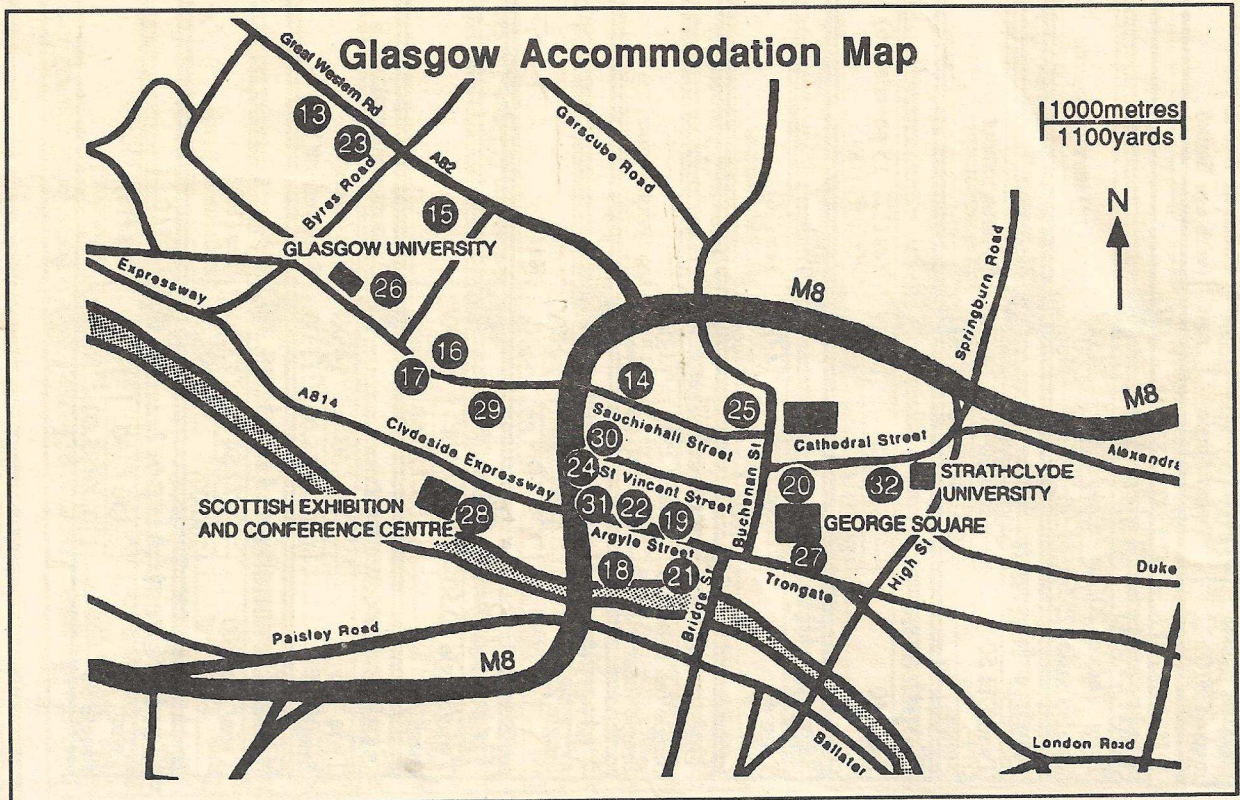 Glasgow Accommodation Map
1000metres
1100yards
N
Great Western Rd
13
23
Byres Road
A82
Garscube Road
15
GLASGOW UNIVERSITY
26
Expressway
M8
Springburn Road
16
17
14
29
A814
Clydeside Expressway
Sauchiehall Street
25
M8
Cathedral Street
Alexandra
30
24
St Vincent Street
Buchanan St
20
32
STRATHCLYDE
UNIVERSITY
SCOTTISH EXHIBITION
AND CONFERENCE CENTRE
28
31
22
19
GEORGE SQUARE
Argyle Street
27
High St
Duke
18
21
Bridge St
Trongate
Paisley Road
M8
Ballater
London Road